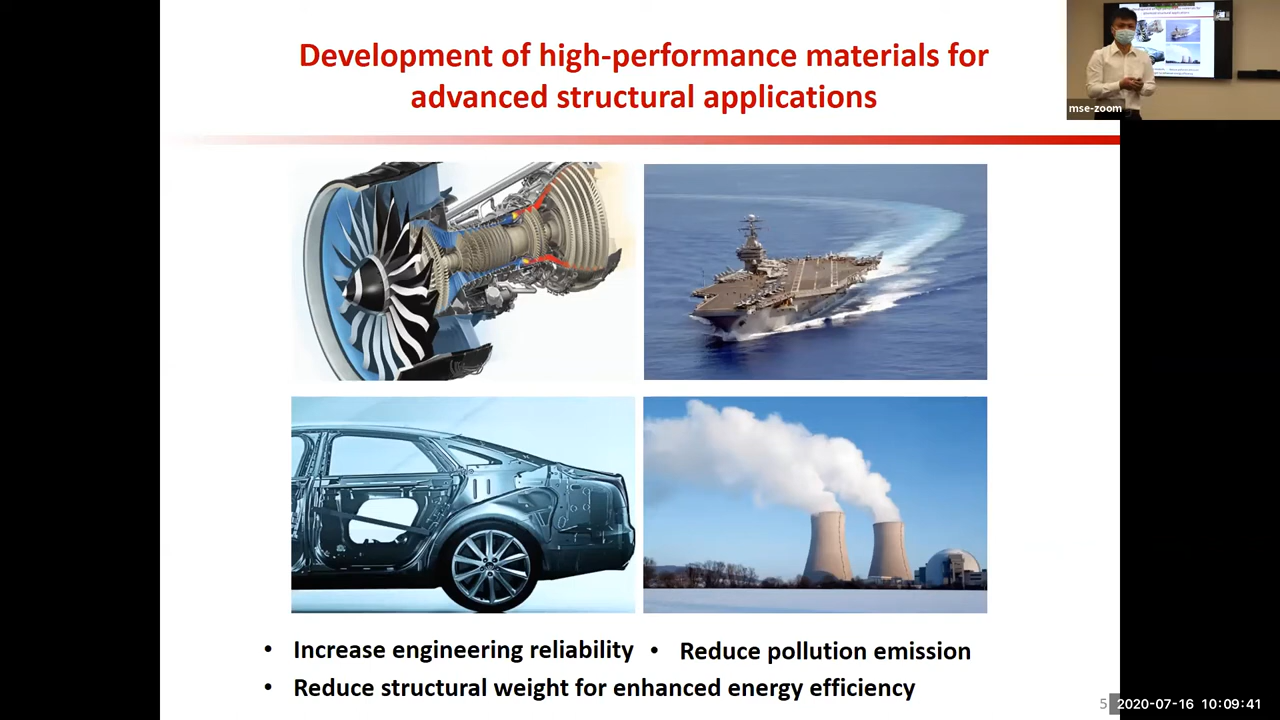 Development of high-performance materials for
advanced structural applications
mse-zoom
• Increase engineering reliability • Reduce pollution emission
• Reduce structural weight for enhanced energy efficiency
5 2020-07-16 10:09:41